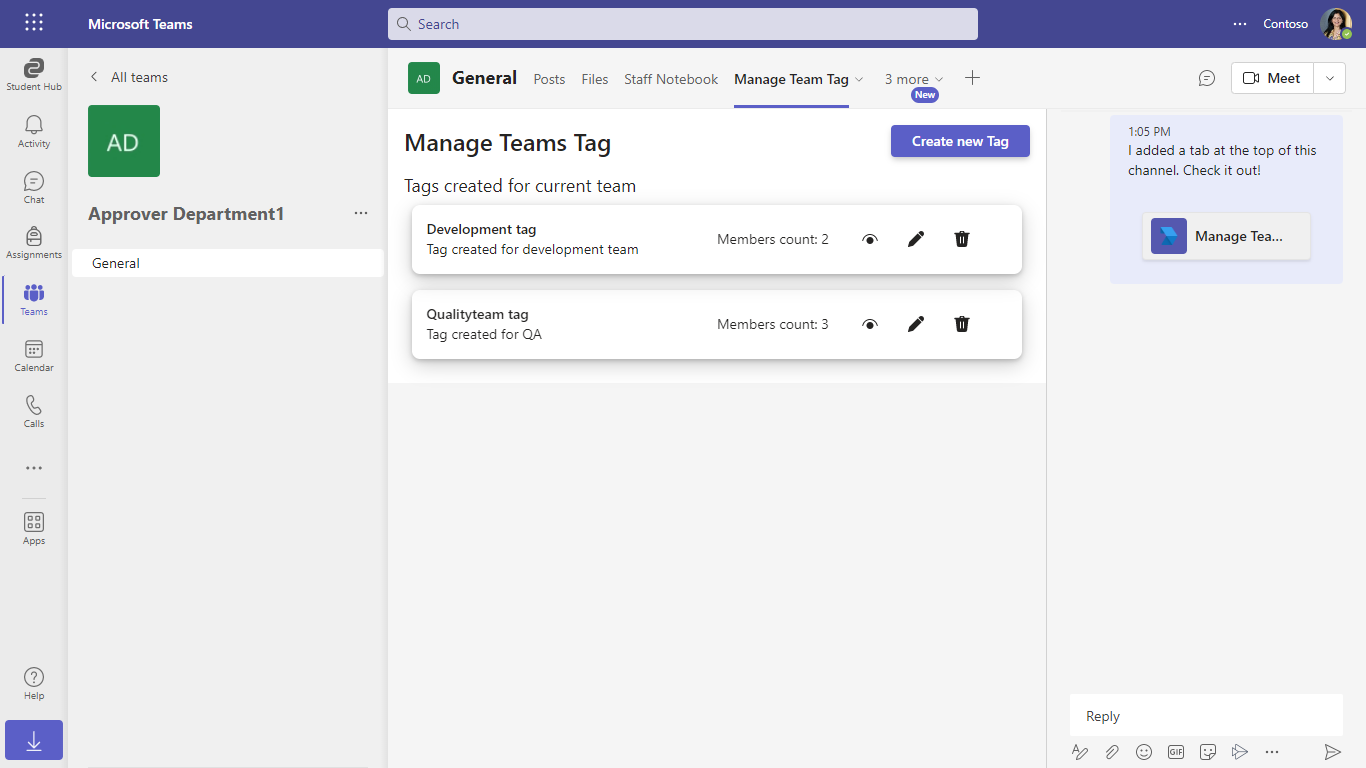 Microsoft Teams
Search
Contoso
Student Hub
Activity
Chat
Assignments
Teams
Calendar
Calls
Apps
Help
All teams
AD
Approver Department1
General
AD
General
Posts
Files
Staff Notebook
Manage Team Tag
3 more
New
Meet
Manage Teams Tag
Create new Tag
Tags created for current team
Development tag
Tag created for development team
Members count: 2
Qualityteam tag
Tag created for QA
Members count: 3
1:05 PM
I added a tab at the top of this
channel. Check it out!
Manage Tea...
Reply
GIF